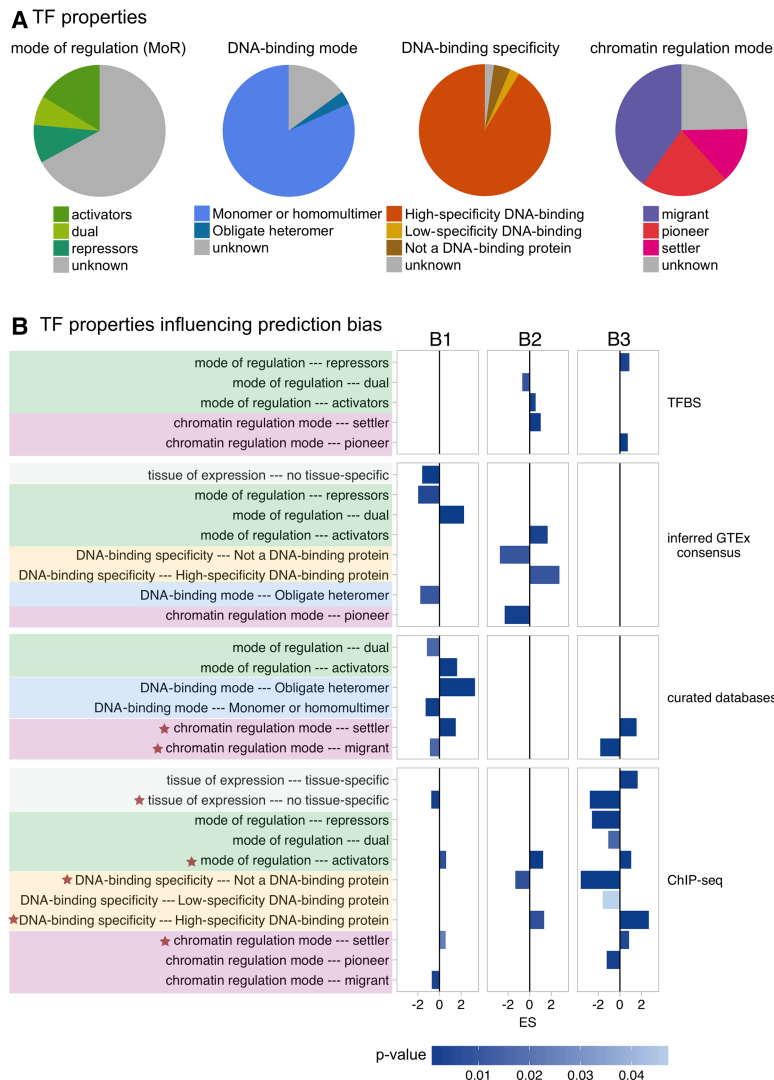 A TF properties
mode of regulation (MoR)
DNA-binding mode
DNA-binding specificity
chromatin regulation mode
activators
dual
repressors
unknown
Monomer or homomultimer
Obligate heteromer
unknown
High-specificity DNA-binding
Low-specificity DNA-binding
Not a DNA-binding protein
unknown
migrant
pioneer
settler
unknown
B TF properties influencing prediction bias
B1 B2 B3
mode of regulation --- repressors
mode of regulation --- dual
mode of regulation --- activators
chromatin regulation mode --- settler
chromatin regulation mode --- pioneer
TFBS
tissue of expression --- no tissue-specific
mode of regulation --- repressors
mode of regulation --- dual
mode of regulation --- activators
DNA-binding specificity --- Not a DNA-binding protein
DNA-binding specificity --- High-specificity DNA-binding protein
DNA-binding mode --- Obligate heteromer
chromatin regulation mode --- pioneer
inferred GTEx
consensus
mode of regulation --- dual
mode of regulation --- activators
DNA-binding mode --- Obligate heteromer
DNA-binding mode --- Monomer or homomultimer
chromatin regulation mode --- settler
chromatin regulation mode --- migrant
curated databases
tissue of expression --- tissue-specific
tissue of expression --- no tissue-specific
mode of regulation --- repressors
mode of regulation --- dual
mode of regulation --- activators
DNA-binding specificity --- Not a DNA-binding protein
DNA-binding specificity --- Low-specificity DNA-binding protein
DNA-binding specificity --- High-specificity DNA-binding protein
chromatin regulation mode --- settler
chromatin regulation mode --- pioneer
chromatin regulation mode --- migrant
ChIP-seq
-2 0 2 -2 0 2 -2 0 2
ES
p-value
0.01 0.02 0.03 0.04